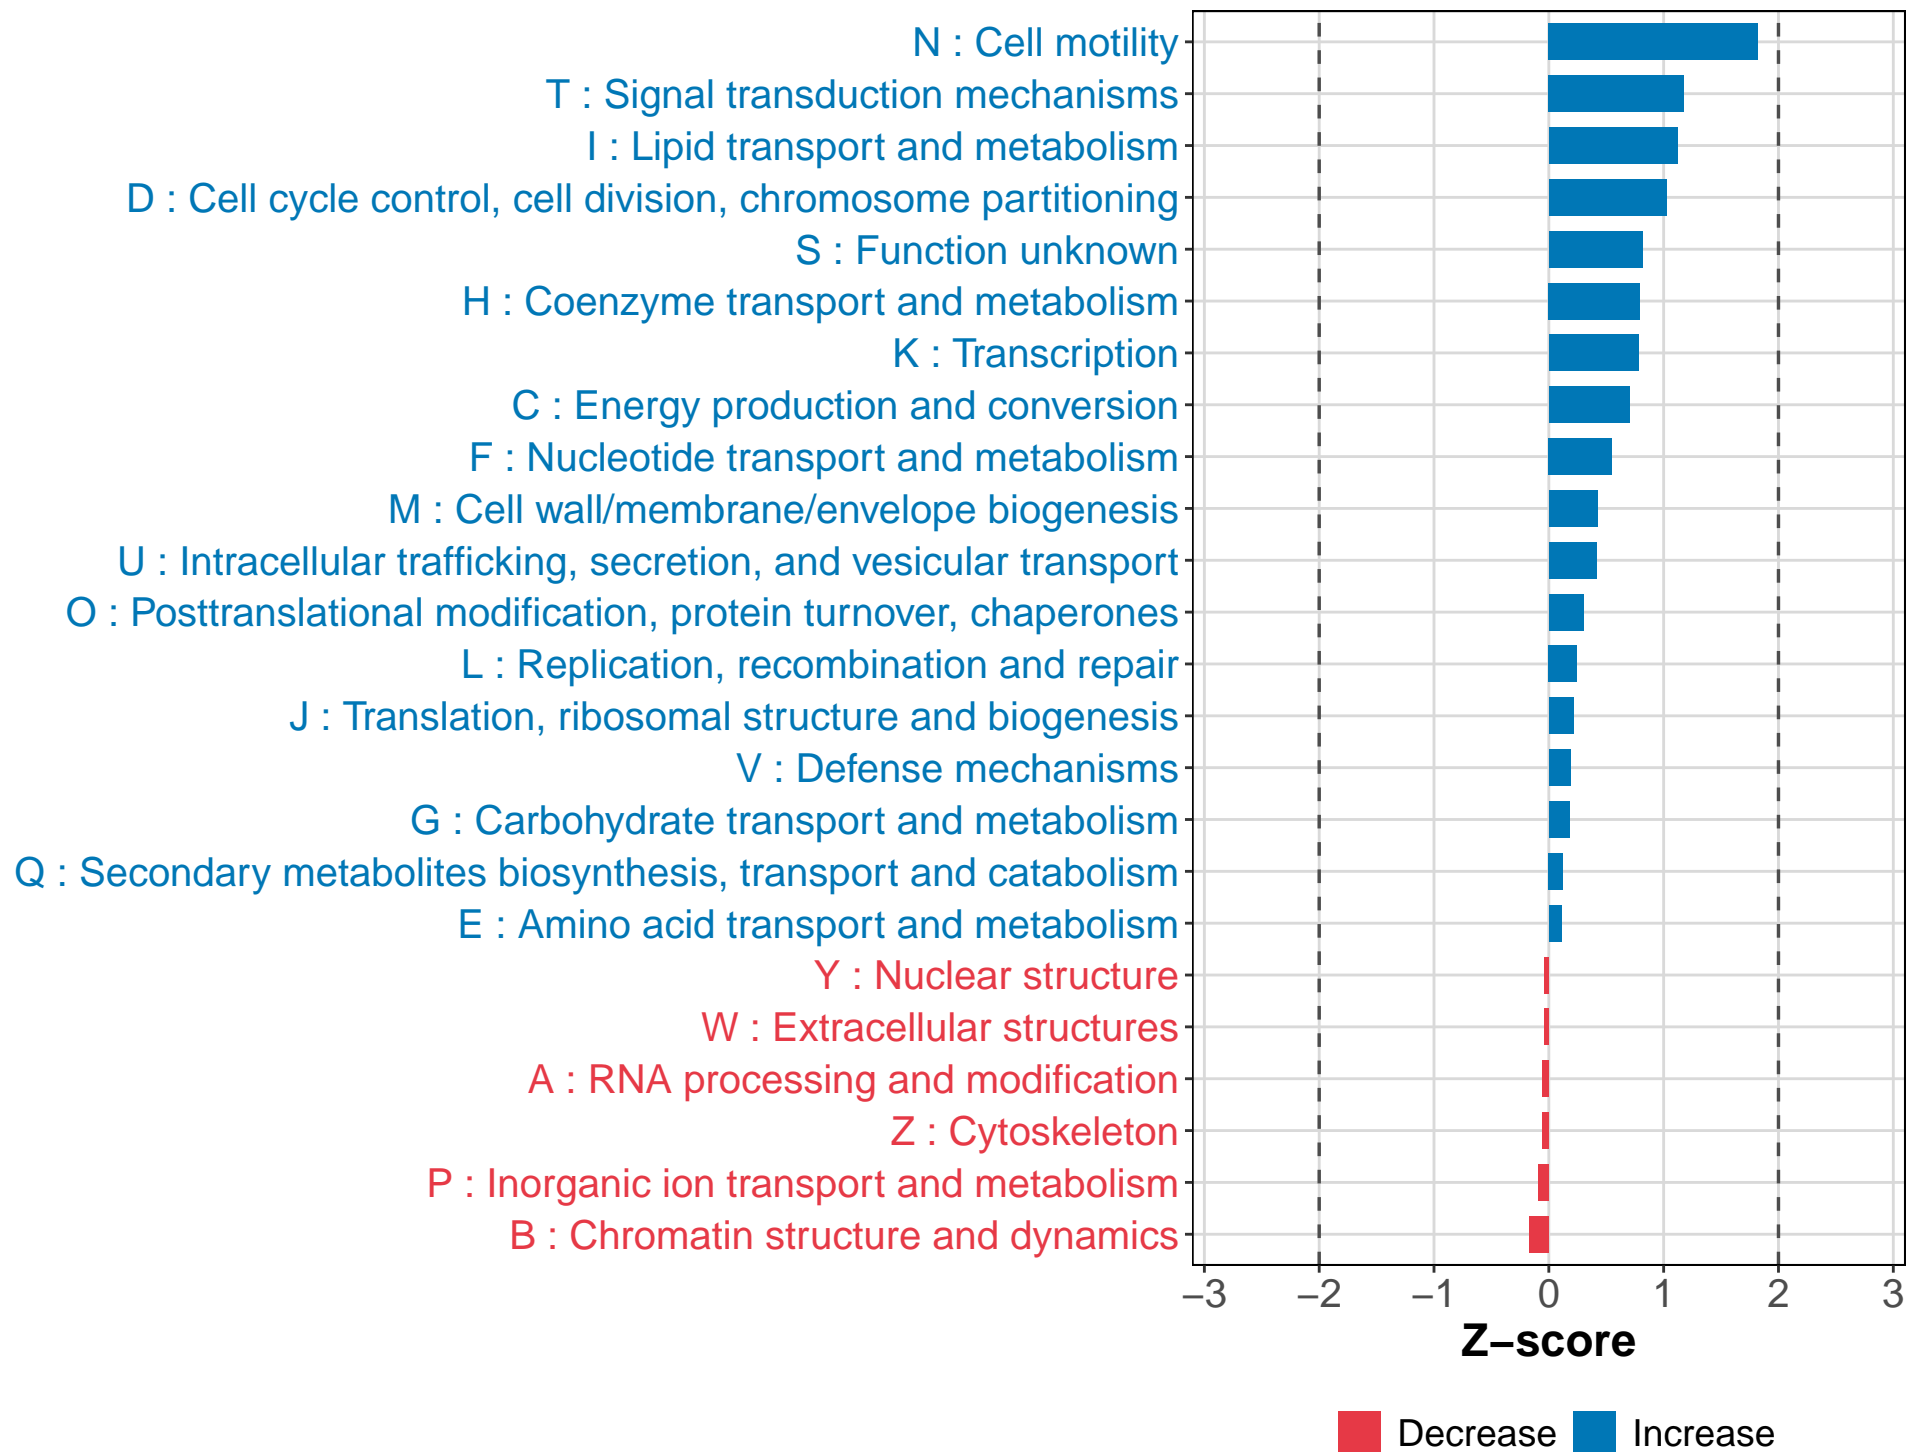 N : Cell motility
T : Signal transduction mechanisms
I : Lipid transport and metabolism
D : Cell cycle control, cell division, chromosome partitioning
S : Function unknown
H : Coenzyme transport and metabolism
K : Transcription
C : Energy production and conversion
F : Nucleotide transport and metabolism
M : Cell wall/membrane/envelope biogenesis
U : Intracellular trafficking, secretion, and vesicular transport
O : Posttranslational modification, protein turnover, chaperones
L : Replication, recombination and repair
J : Translation, ribosomal structure and biogenesis
V : Defense mechanisms
G : Carbohydrate transport and metabolism
Q : Secondary metabolites biosynthesis, transport and catabolism
E : Amino acid transport and metabolism
Y : Nuclear structure
W : Extracellular structures
A : RNA processing and modification
Z : Cytoskeleton
P : Inorganic ion transport and metabolism
B : Chromatin structure and dynamics
−3 −2 −1 0 1 2 3
Z−score
Decrease Increase